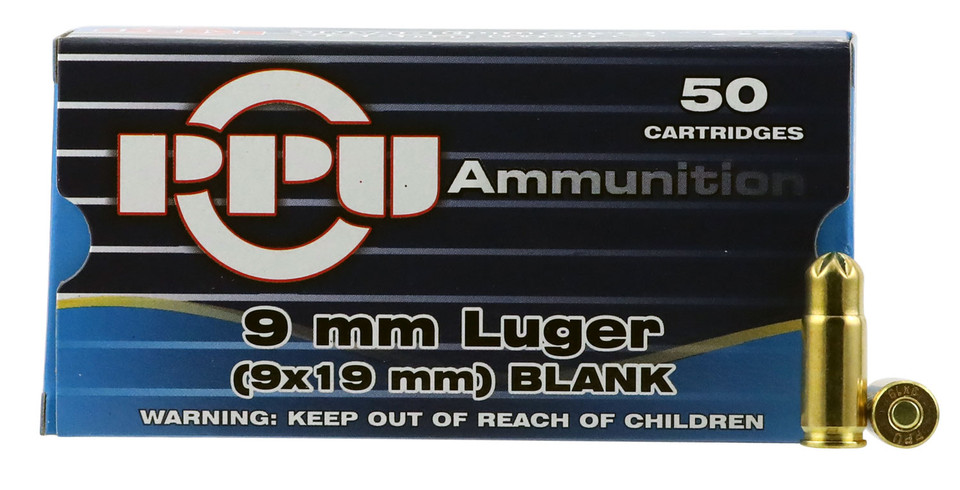 50
CARTRIDGES
PPU Ammunition
9 mm Luger
(9x19 mm) BLANK
WARNING: KEEP OUT OF REACH OF CHILDREN